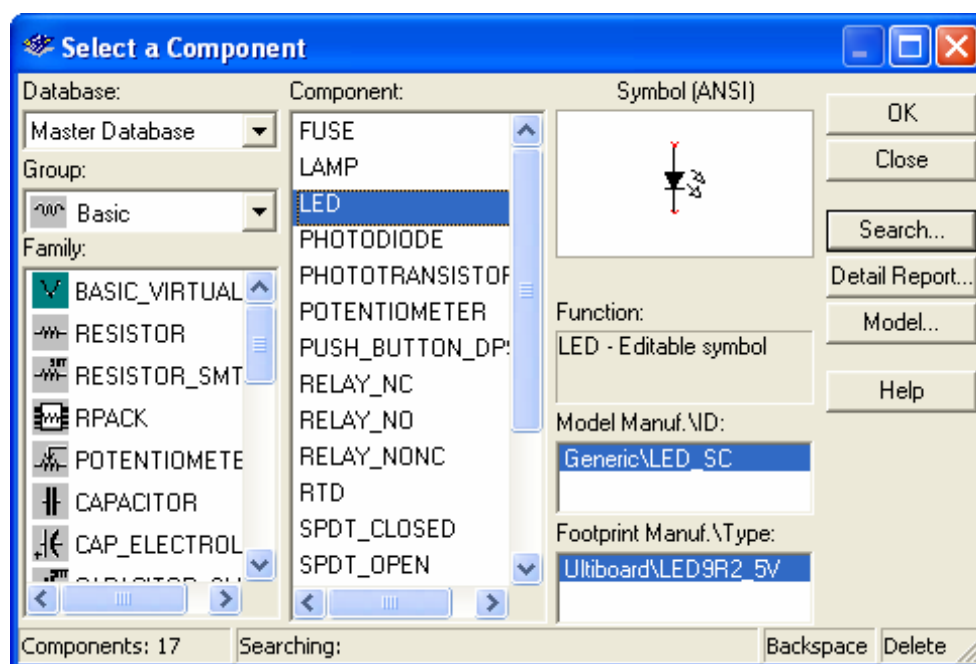 Select a Component
Database:
Master Database
Group:
Basic
Family:
BASIC_VIRTUAL
RESISTOR
RESISTOR_SMT
RPACK
POTENTIOMETE
CAPACITOR
CAP_ELECTROL
Component:
FUSE
LAMP
LED
PHOTODIODE
PHOTOTRANSISTOR
POTENTIOMETER
PUSH_BUTTON_DP
RELAY_NC
RELAY_NO
RELAY_NONC
RTD
SPDT_CLOSED
SPDT_OPEN
Symbol (ANSI)
Function:
LED - Editable symbol
Model Manuf.\ID:
Generic\LED_SC
Footprint Manuf.\Type:
Ultiboard\LED9R2_5V
OK
Close
Search...
Detail Report...
Model...
Help
Components: 17
Searching:
Backspace
Delete